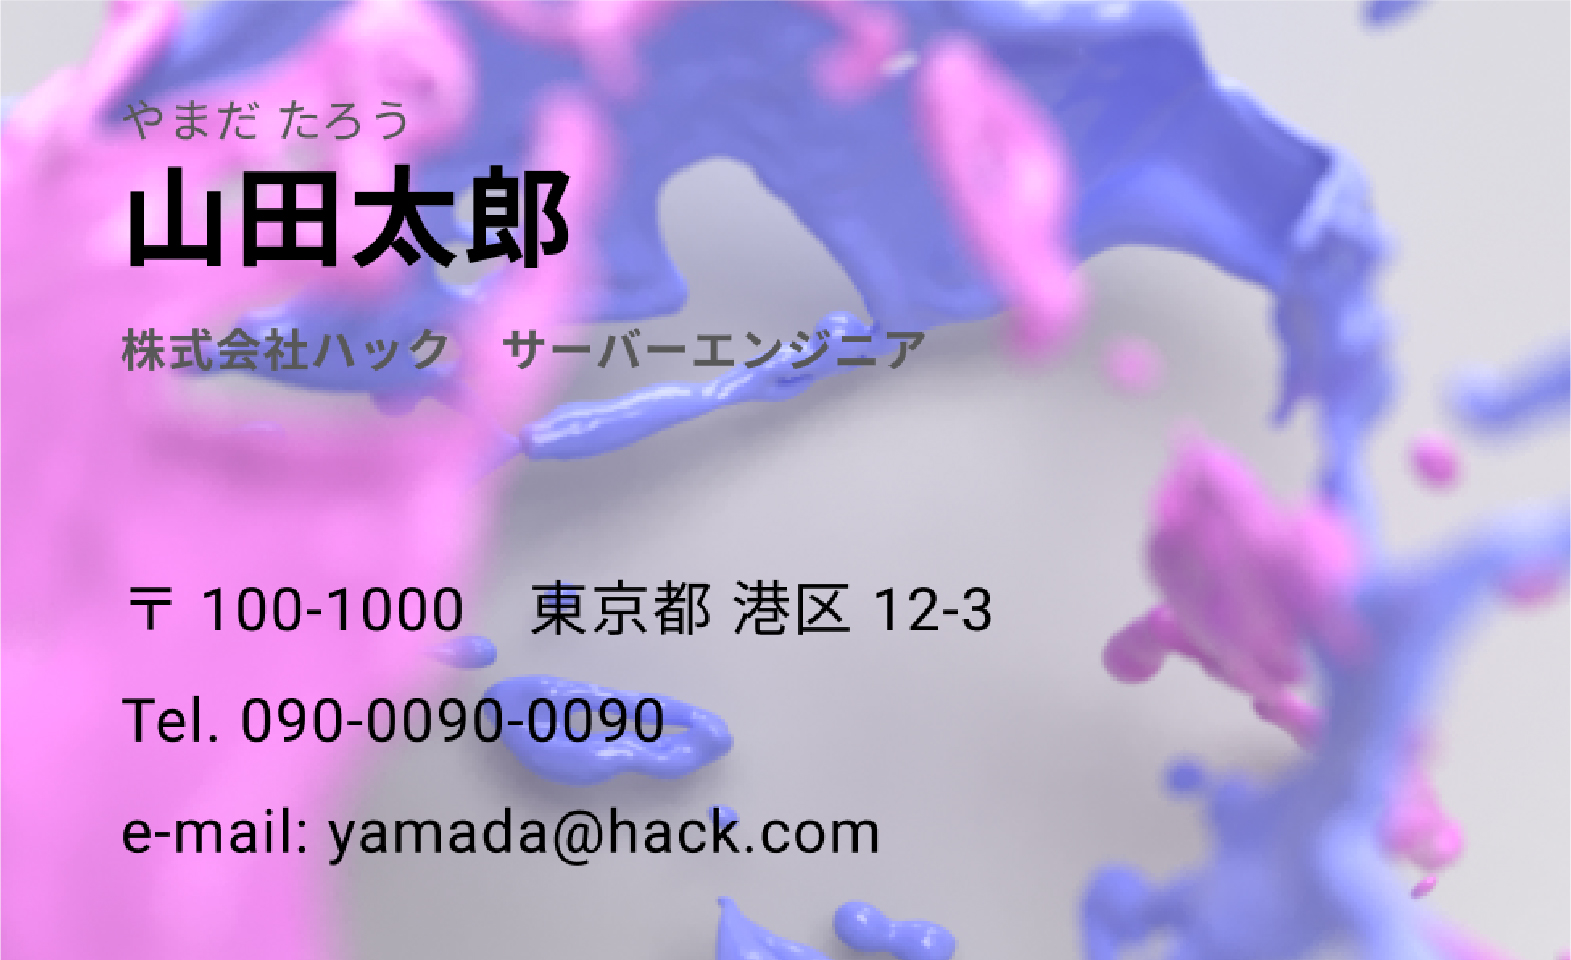 やまだ たろう
山田太郎
株式会社ハック　サーバーエンジニア
〒 100-1000　東京都 港区 12-3
Tel. 090-0090-0090
e-mail: yamada@hack.com